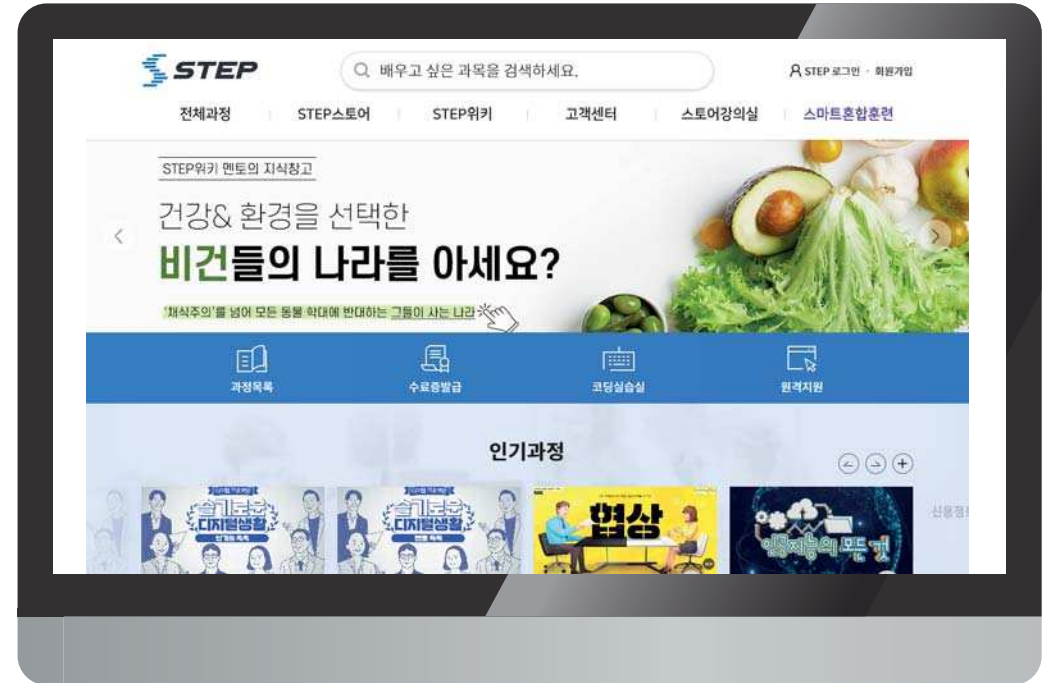 STEP
배우고 싶은 과목을 검색하세요.
STEP 로그인 · 회원가입
전체과정
STEP스토어
STEP위키
고객센터
스토어강의실
스마트혼합훈련
STEP위키 멘토의 지식창고
건강& 환경을 선택한
비건들의 나라를 아세요?
'채식주의'를 넘어 모든 동물 학대에 반대하는 그들이 사는 나라
과정목록
수료증발급
코딩실습실
원격지원
인기과정
슬기로운
디지털생활
슬기로운
디지털생활
협상
인공지능의 모든 것